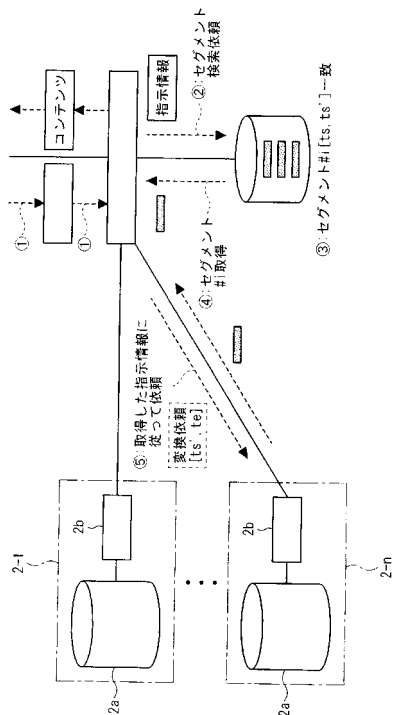 ①
①
コンテンツ
指示情報
②:セグメント
検索依頼
③:セグメント#i[ts,ts']一致
④:セグメント
#i取得
⑤:取得した指示情報に
従って依頼
変換依頼
[ts',te]
2-1
2b
2a
2-n
2b
2a